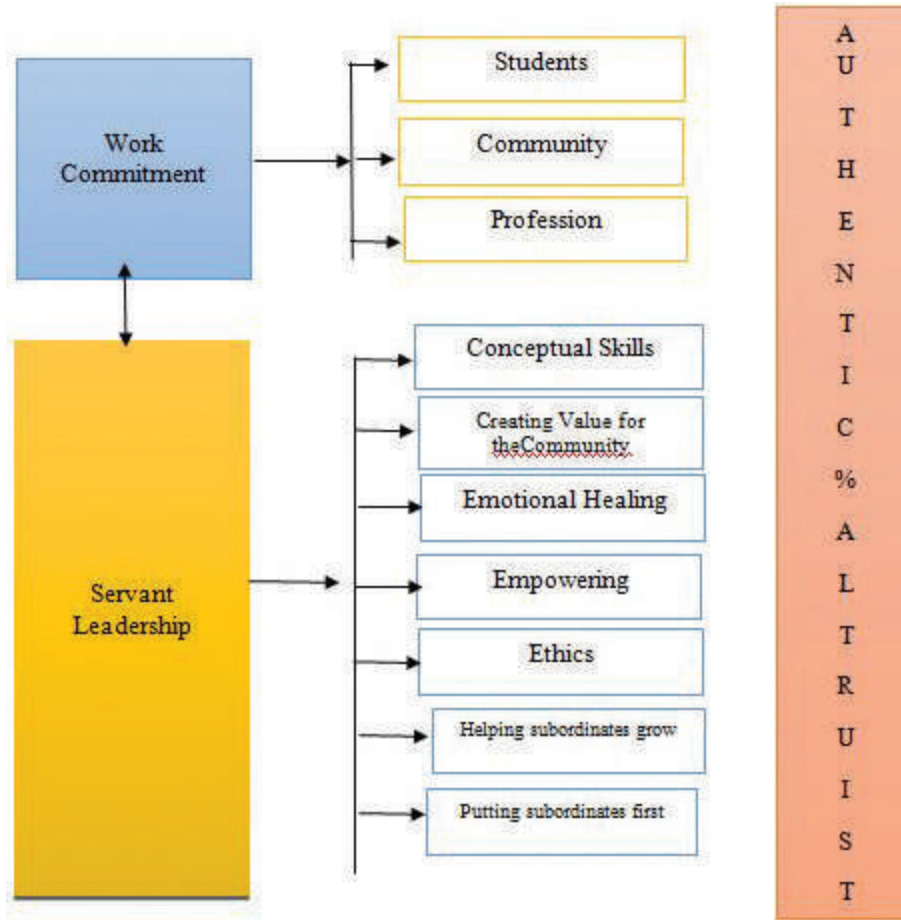 Work
Commitment
Students
Community
Profession
Servant
Leadership
Conceptual Skills
Creating Value for
theCommunity
Emotional Healing
Empowering
Ethics
Helping subordinates grow
Putting subordinates first
A
U
T
H
E
N
T
I
C
%
A
L
T
R
U
I
S
T